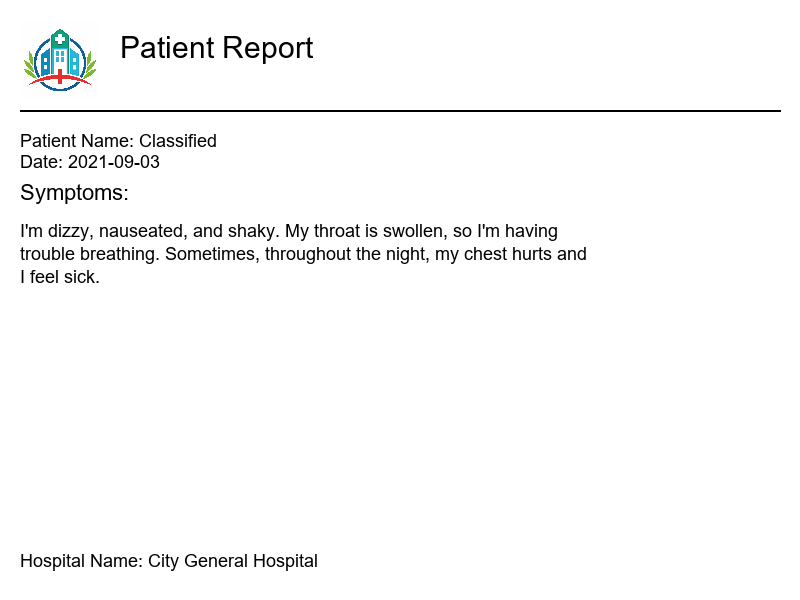 Patient Report
Patient Name: Classified
Date: 2021-09-03
Symptoms:
I'm dizzy, nauseated, and shaky. My throat is swollen, so I'm having
trouble breathing. Sometimes, throughout the night, my chest hurts and
I feel sick.
Hospital Name: City General Hospital